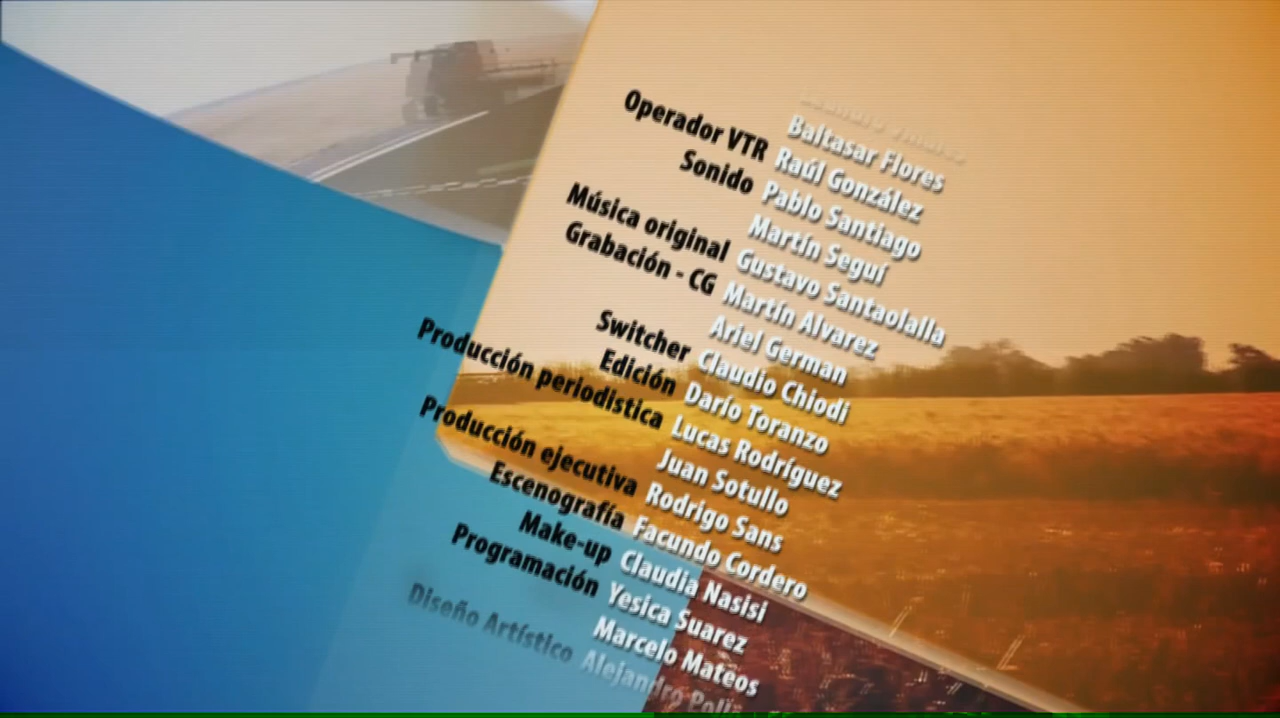 Baltasar Flores
Operador VTR Raúl González
Sonido Pablo Santiago
Martín Seguí
Música original Gustavo Santaolalla
Grabación - CG Martín Alvarez
Ariel German
Switcher Claudio Chiodi
Edición Darío Toranzo
Producción periodistica Lucas Rodríguez
Juan Sotullo
Producción ejecutiva Rodrigo Sans
Escenografía Facundo Cordero
Make-up Claudia Nasisi
Programación Yesica Suarez
Marcelo Mateos
Diseño Artístico Alejandro